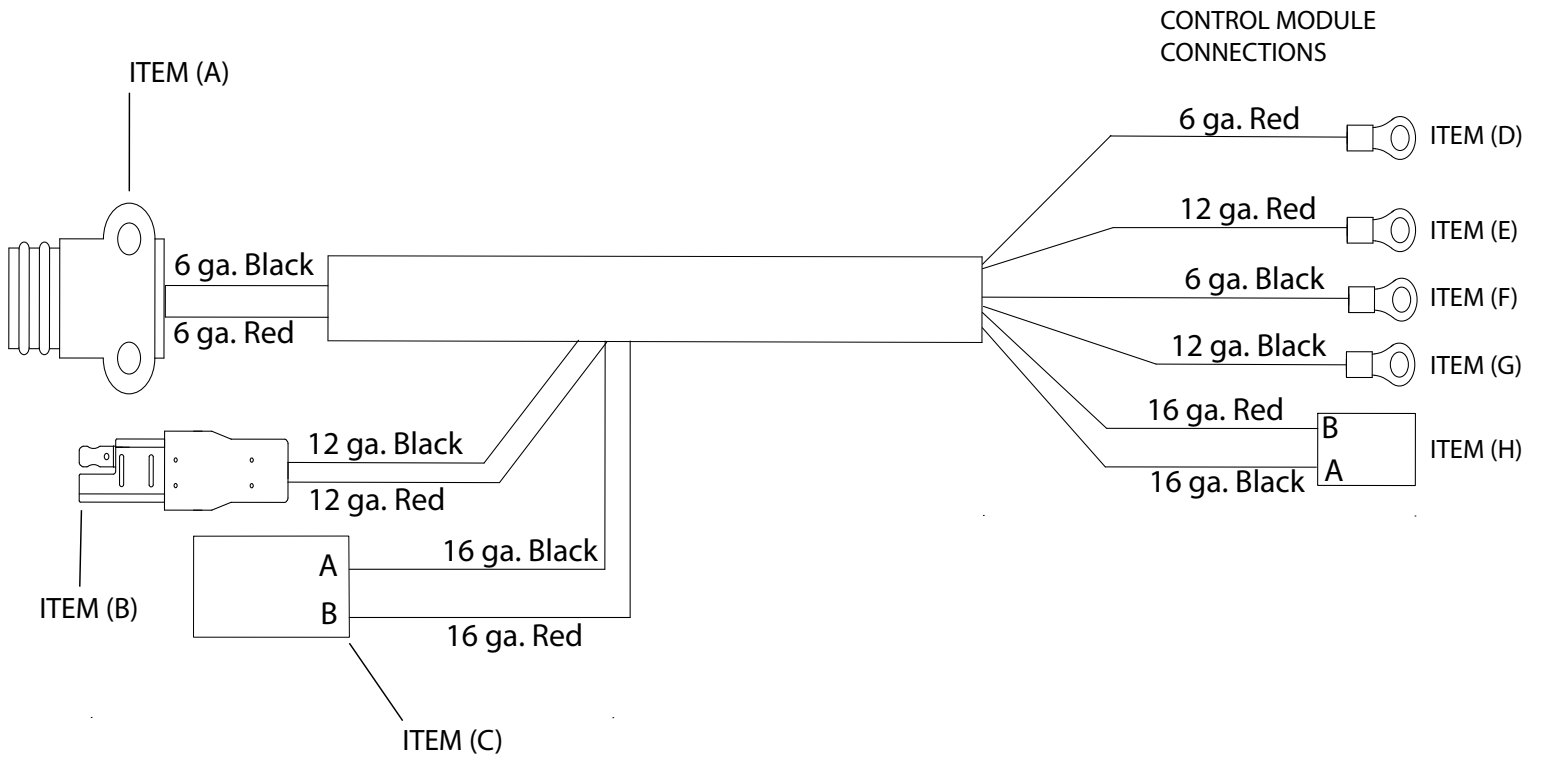 CONTROL MODULE
CONNECTIONS
ITEM (A)
6 ga. Red
ITEM (D)
12 ga. Red
ITEM (E)
6 ga. Black
6 ga. Black
ITEM (F)
6 ga. Red
12 ga. Black
ITEM (G)
16 ga. Red
B
ITEM (H)
A
16 ga. Black
12 ga. Black
12 ga. Red
16 ga. Black
A
ITEM (B)
B
16 ga. Red
ITEM (C)